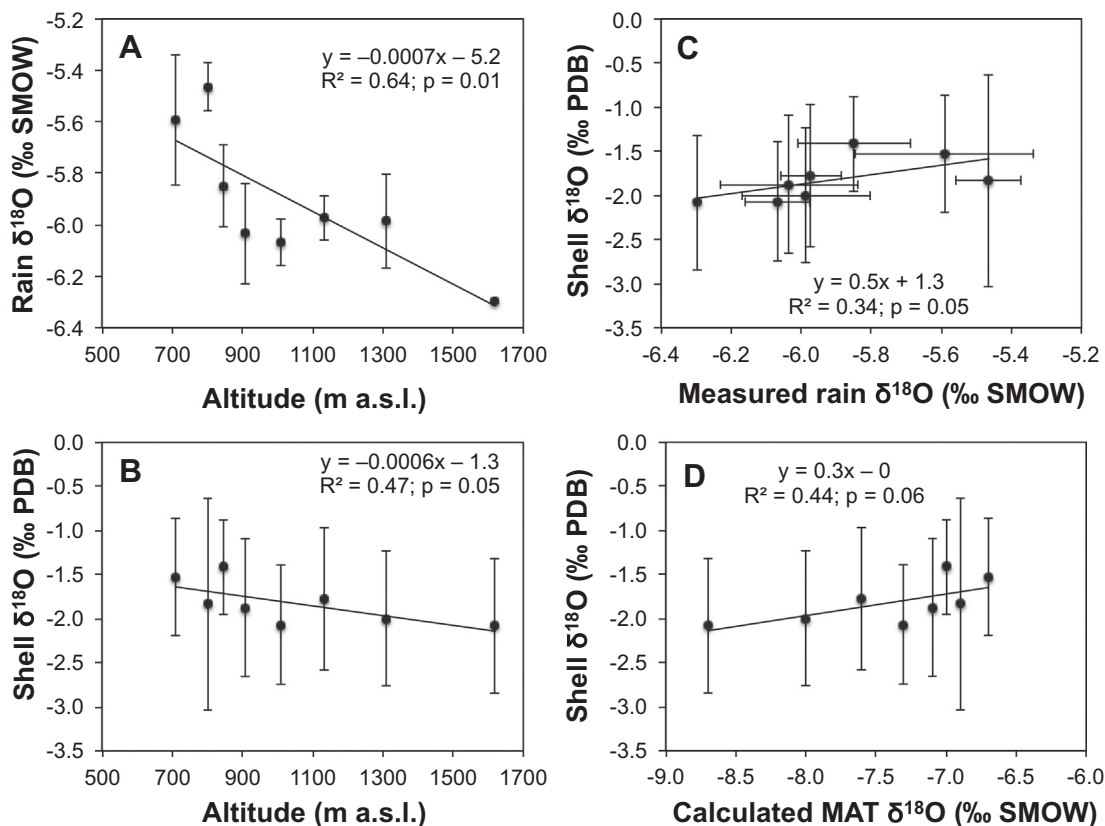 A
y = –0.0007x – 5.2
R² = 0.64; p = 0.01
Rain δ¹⁸O (‰ SMOW)
-5.2
-5.4
-5.6
-5.8
-6.0
-6.2
-6.4
500 700 900 1100 1300 1500 1700
Altitude (m a.s.l.)
C
y = 0.5x + 1.3
R² = 0.34; p = 0.05
Shell δ¹⁸O (‰ PDB)
0.0
-0.5
-1.0
-1.5
-2.0
-2.5
-3.0
-3.5
-6.4 -6.2 -6.0 -5.8 -5.6 -5.4 -5.2
Measured rain δ¹⁸O (‰ SMOW)
B
y = –0.0006x – 1.3
R² = 0.47; p = 0.05
Shell δ¹⁸O (‰ PDB)
0.0
-0.5
-1.0
-1.5
-2.0
-2.5
-3.0
-3.5
500 700 900 1100 1300 1500 1700
Altitude (m a.s.l.)
D
y = 0.3x – 0
R² = 0.44; p = 0.06
Shell δ¹⁸O (‰ PDB)
0.0
-0.5
-1.0
-1.5
-2.0
-2.5
-3.0
-3.5
-9.0 -8.5 -8.0 -7.5 -7.0 -6.5 -6.0
Calculated MAT δ¹⁸O (‰ SMOW)